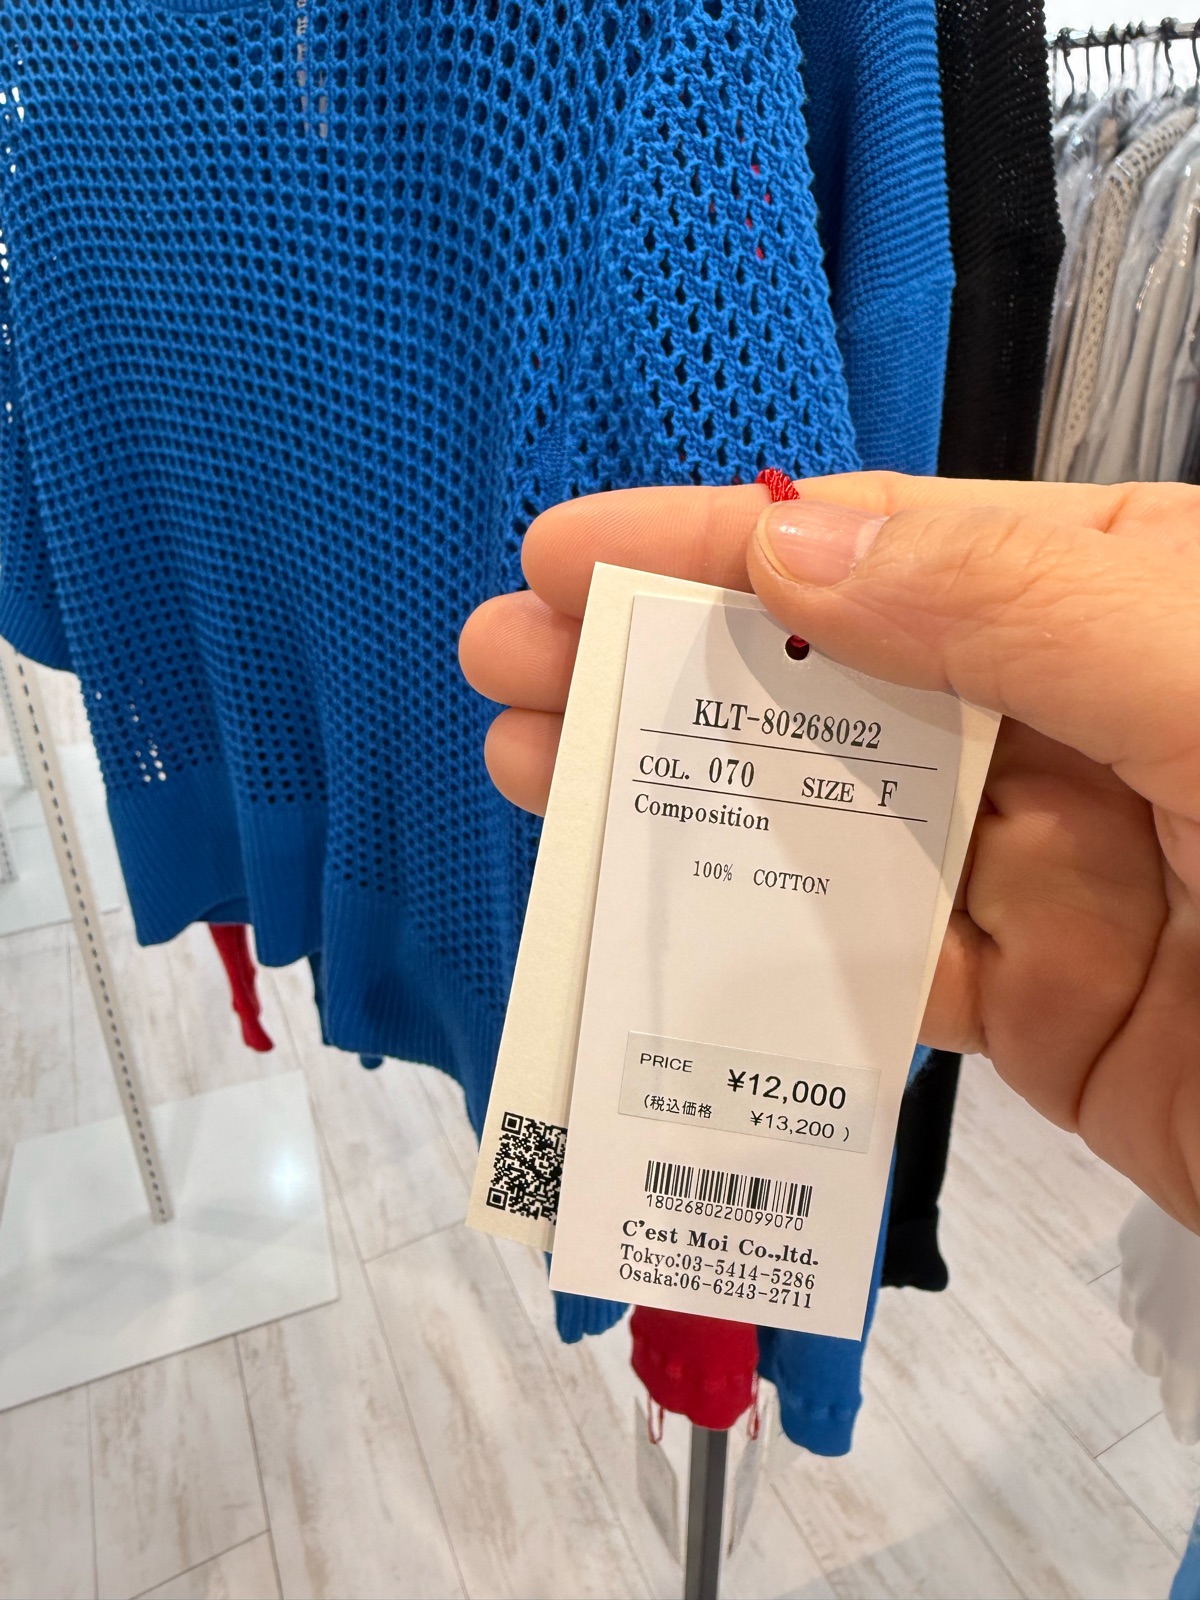 KLT-80268022
COL. 070 SIZE F
Composition
100% COTTON
PRICE ¥12,000
(税込価格 ¥13,200 )
1802680220099070
C'est Moi Co.,ltd.
Tokyo:03-5414-5286
Osaka:06-6243-2711